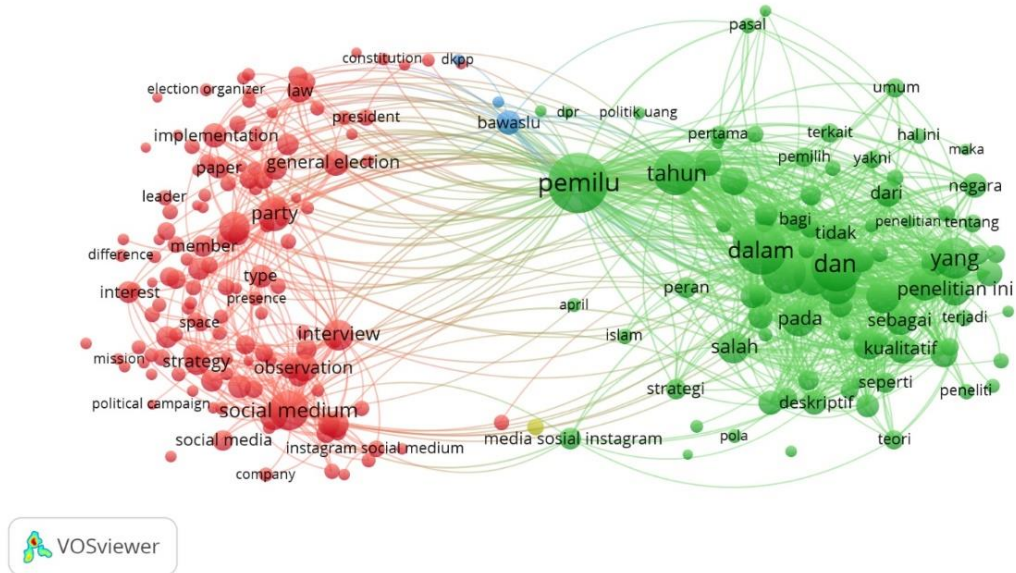 pasal
constitution dkpp
election organizer law umum
president bawaslu dpr politik uang
implementation pertama terkait hal ini
paper general election pemilu tahun pemilih yakni maka
leader dari negara
party bagi penelitian tentang
member tidak
difference dalam dan yang
type
interest presence peran penelitian ini
space april pada sebagai terjadi
interview islam
mission strategy observation salah kualitatif
strategi seperti peneliti
political campaign social medium deskriptif
social media instagram social medium media sosial instagram pola teori
company
VOSviewer